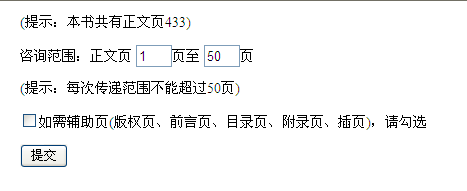 (提示：本书共有正文页433)
咨询范围：正文页 1 页至 50 页
(提示：每次传递范围不能超过50页)
如需辅助页(版权页、前言页、目录页、附录页、插页)，请勾选
提交